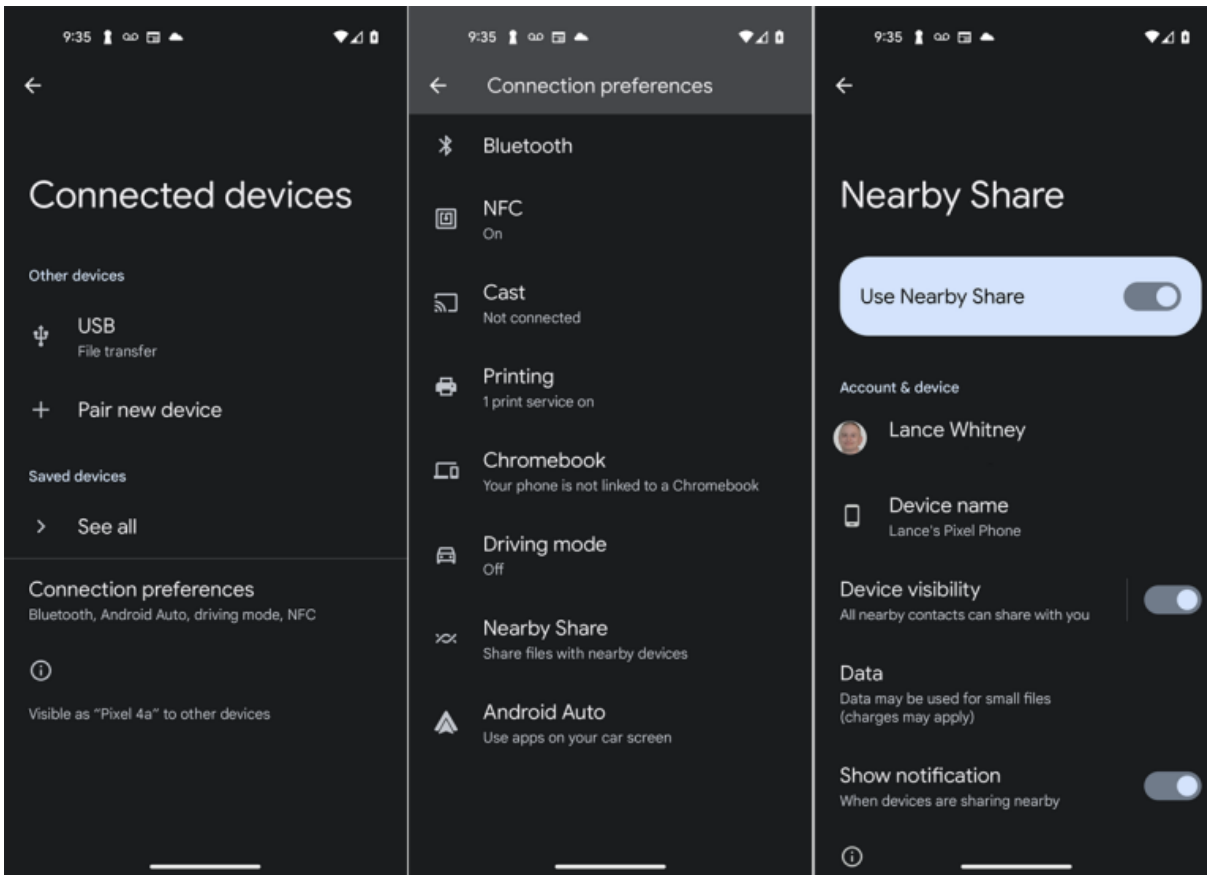 9:35
Connected devices
Other devices
USB
File transfer
Pair new device
Saved devices
See all
Connection preferences
Bluetooth, Android Auto, driving mode, NFC
Visible as "Pixel 4a" to other devices
9:35
Connection preferences
Bluetooth
NFC
On
Cast
Not connected
Printing
1 print service on
Chromebook
Your phone is not linked to a Chromebook
Driving mode
Off
Nearby Share
Share files with nearby devices
Android Auto
Use apps on your car screen
9:35
Nearby Share
Use Nearby Share
Account & device
Lance Whitney
Device name
Lance's Pixel Phone
Device visibility
All nearby contacts can share with you
Data
Data may be used for small files
(charges may apply)
Show notification
When devices are sharing nearby